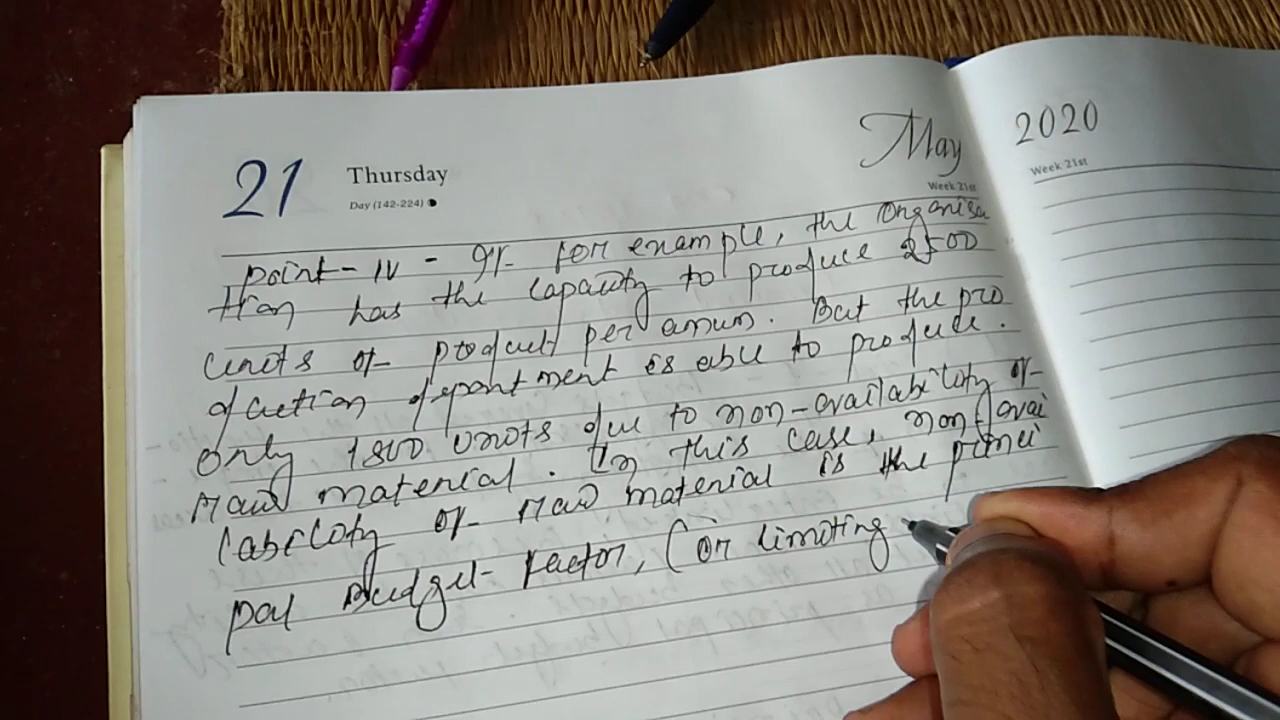 May
2020
21 Thursday
Day (142-224)
Week 21st
Week 21st
Point - IV - If for example, the Organisa
tion has the capacity to produce 2500
units of product per annum. But the pro
duction department is able to produce.
only 1800 units due to non-availability of
raw material. In this case, non-avai
lability of raw material is the princi
pal Budget factor, (or limiting